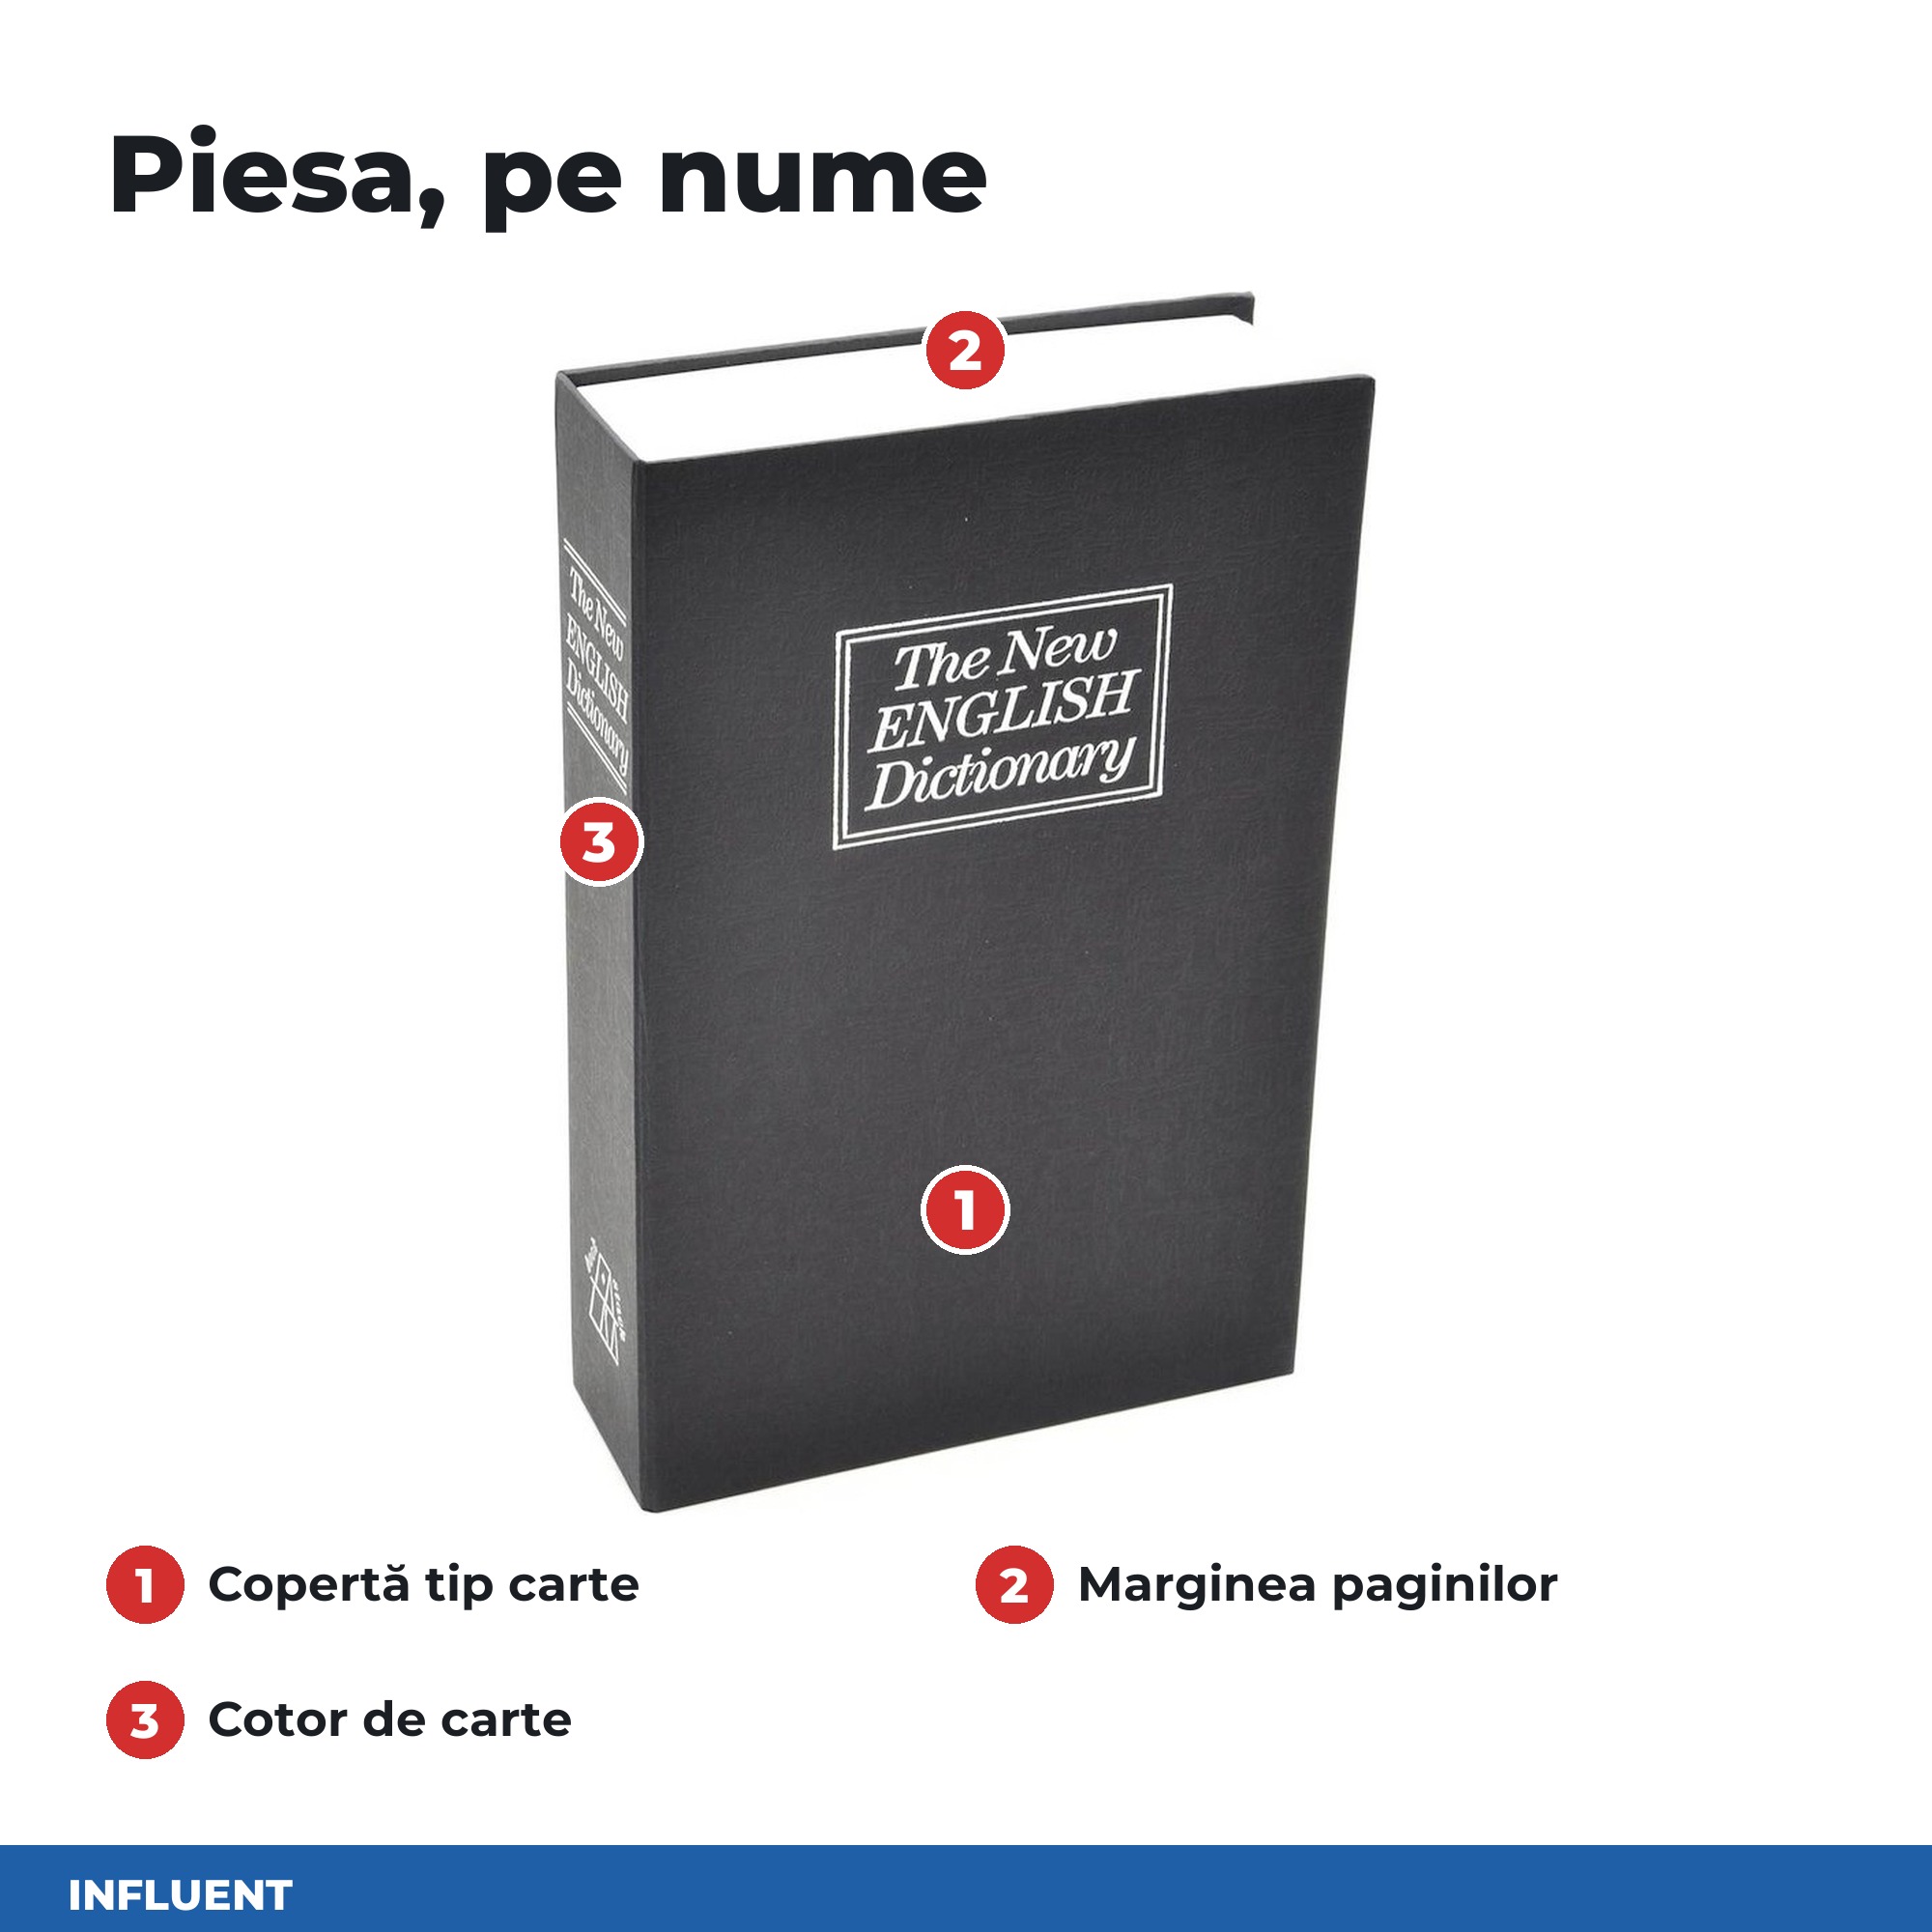 Piesa, pe nume
2
The New
ENGLISH
Dictionary
The New
ENGLISH
Dictionary
3
1
1 Copertă tip carte
2 Marginea paginilor
3 Cotor de carte
INFLUENT